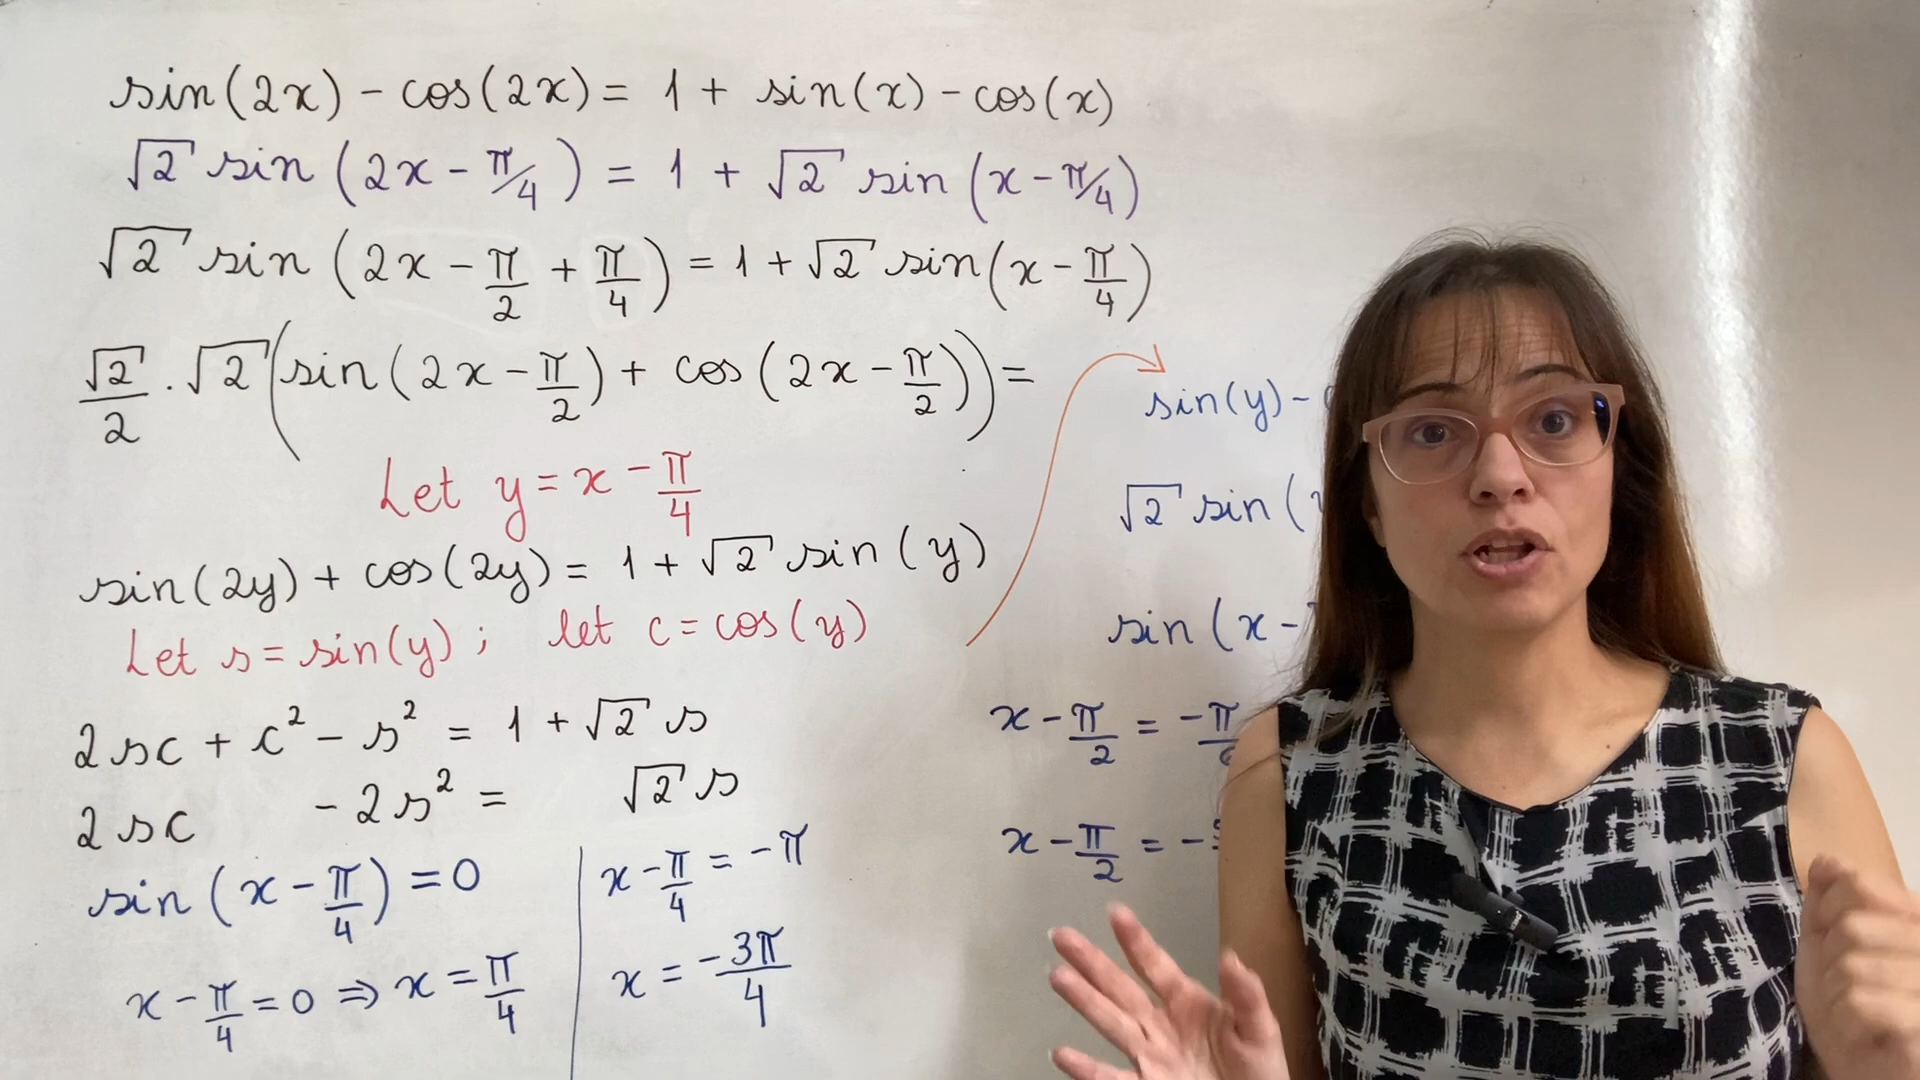 sin(2x) - cos(2x) = 1 + sin(x) - cos(x)
√2 sin (2x - π/4) = 1 + √2 sin (x - π/4)
√2 sin (2x - π/2 + π/4) = 1 + √2 sin (x - π/4)
√2/2 . √2 (sin (2x - π/2) + cos (2x - π/2)) =
Let y = x - π/4
sin(2y) + cos(2y) = 1 + √2 sin (y)
Let s = sin(y) ; let c = cos(y)
2sc + c² - s² = 1 + √2 s
2sc - 2s² = √2 s
sin (x - π/4) = 0
x - π/4 = 0 ⇒ x = π/4
x - π/4 = -π
x = -3π/4
sin(y) -
√2 sin (
sin (x -
x - π/2 = -π/6
x - π/2 = -